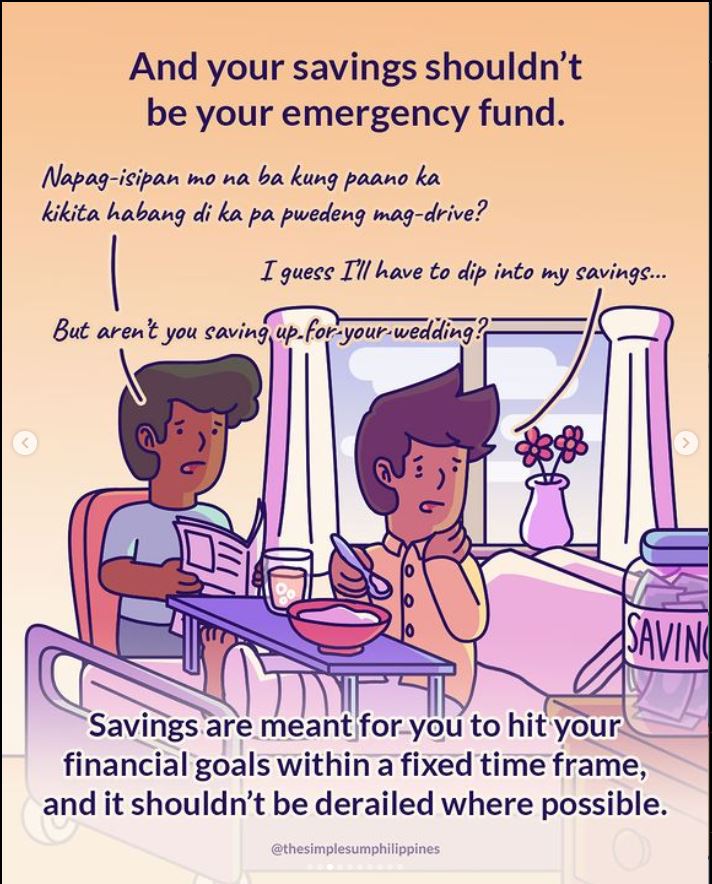 And your savings shouldn't
be your emergency fund.
Napag-isipan mo na ba kung paano ka
kikita habang di ka pa pwedeng mag-drive?
I guess I'll have to dip into my savings...
But aren't you saving up for your wedding?
SAVING
Savings are meant for you to hit your
financial goals within a fixed time frame,
and it shouldn't be derailed where possible.
@thesimplesumphilippines